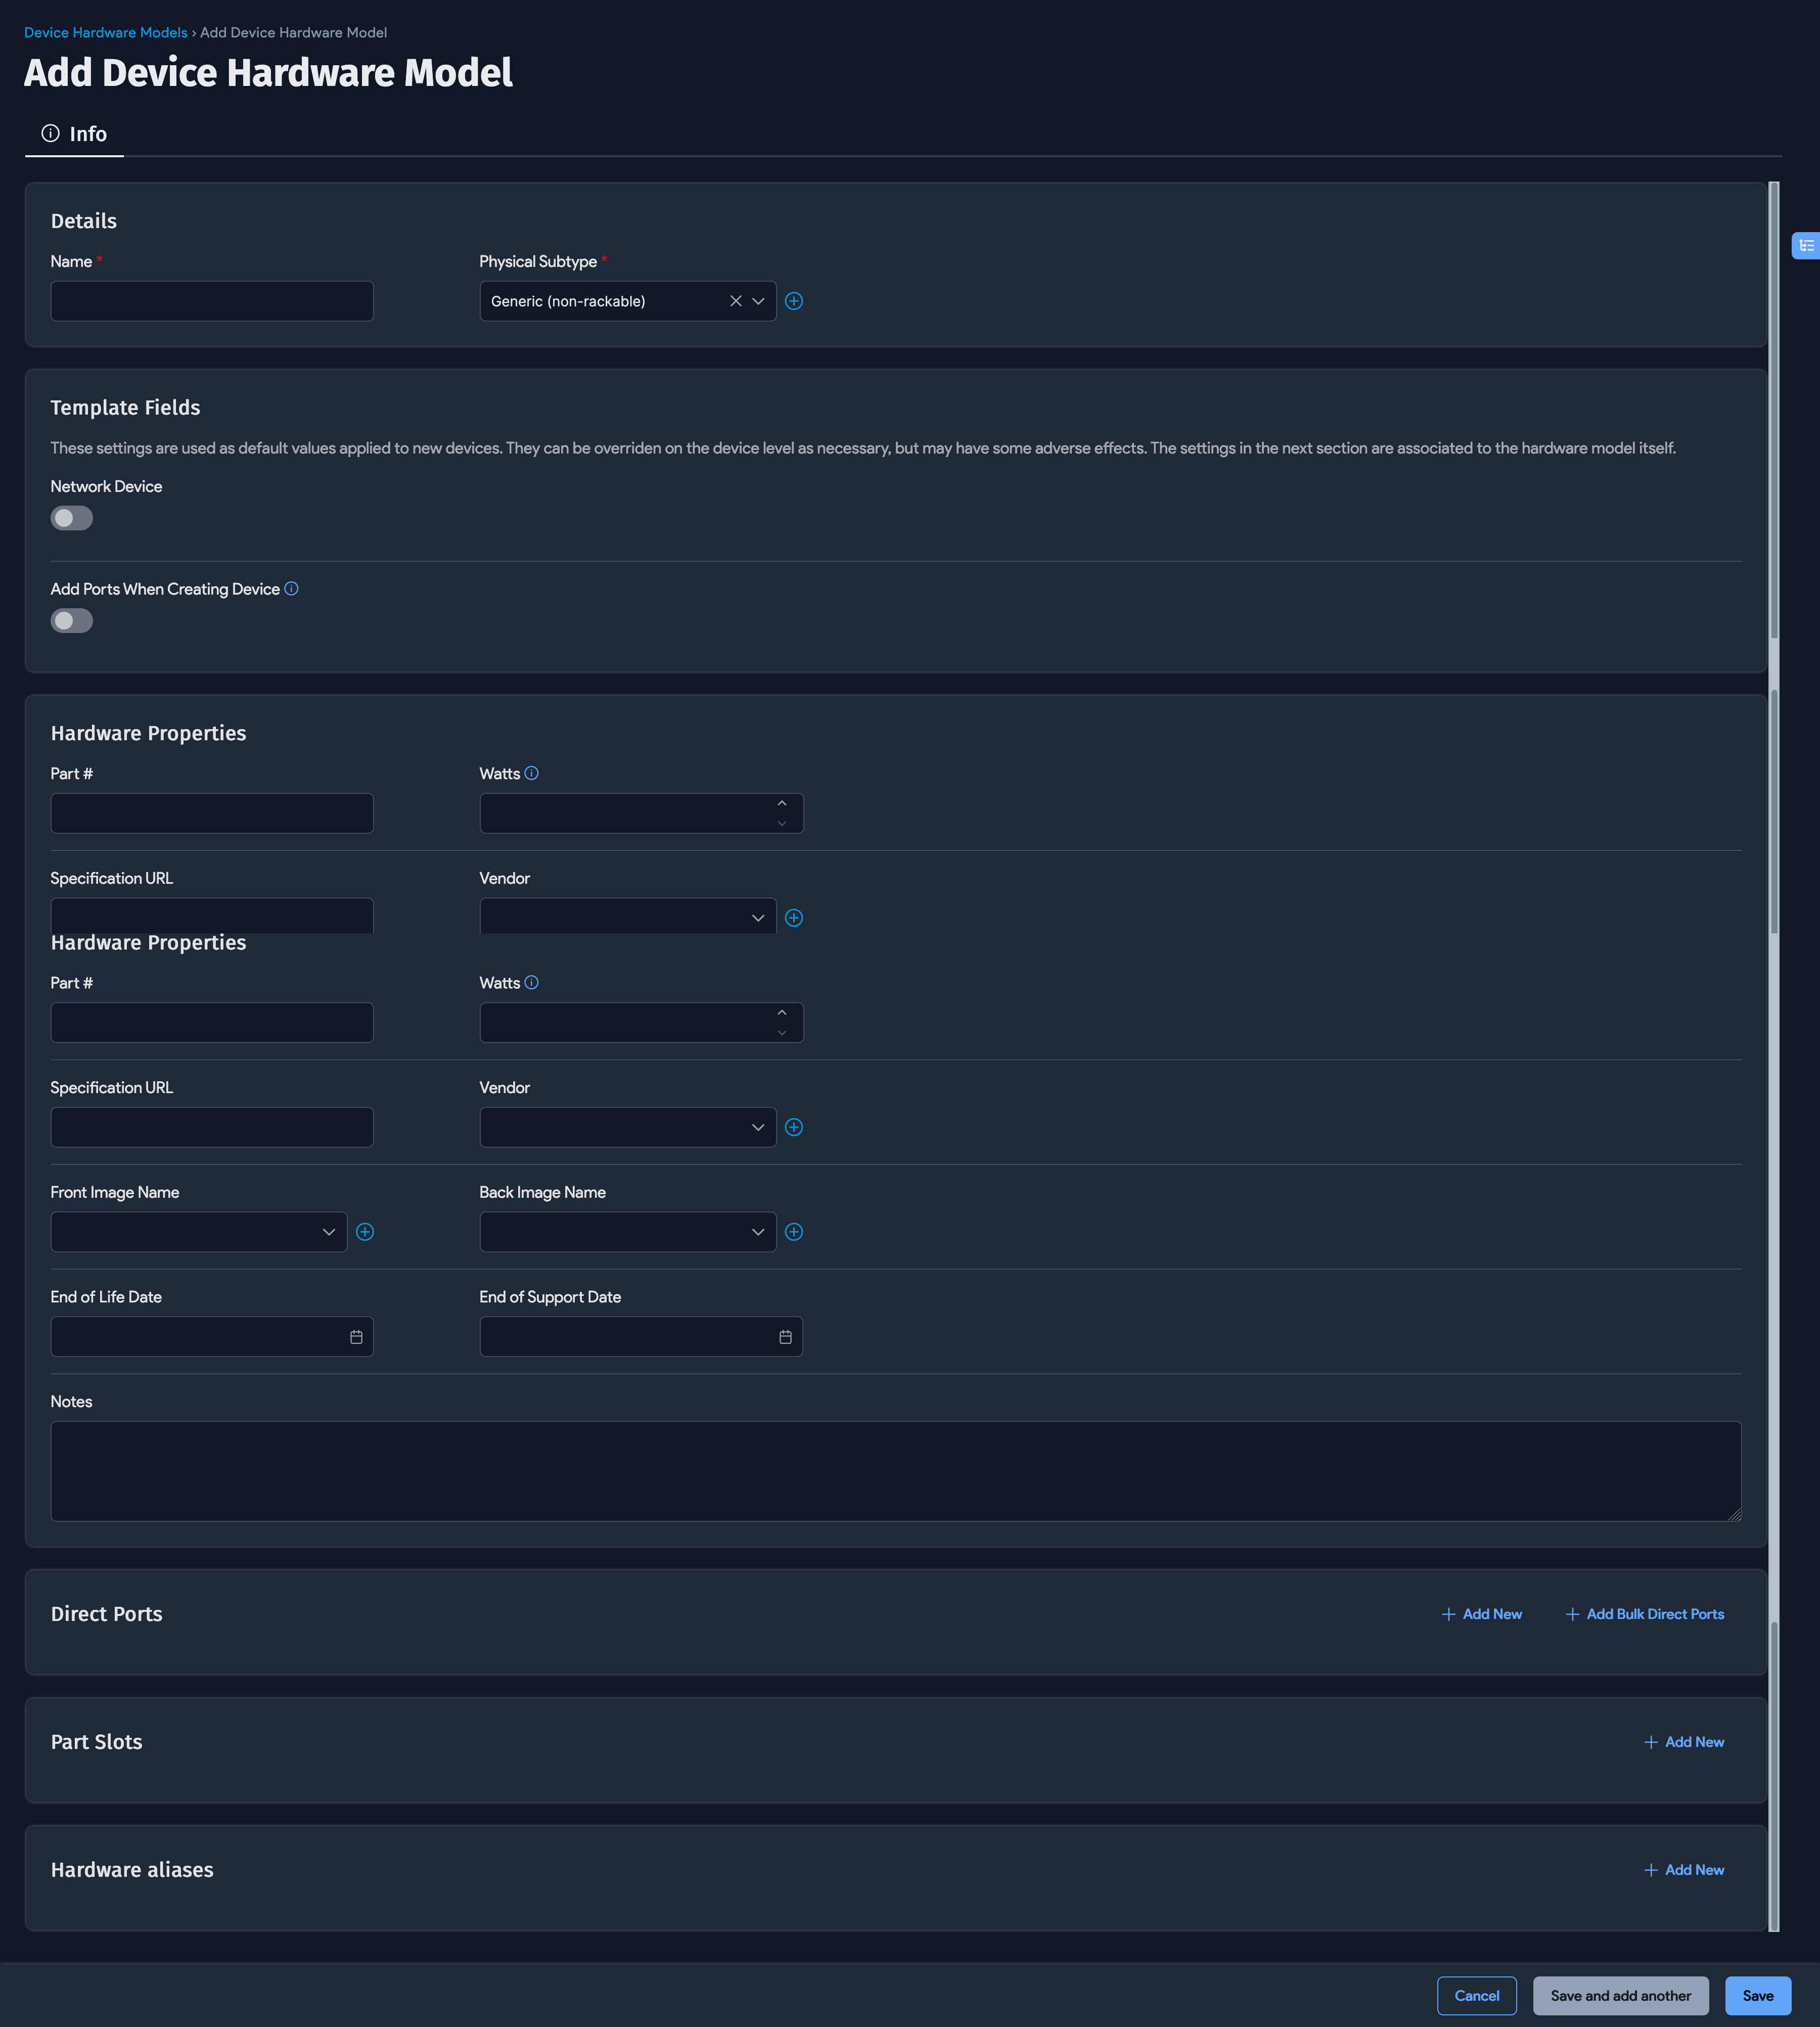 Device Hardware Models › Add Device Hardware Model
Add Device Hardware Model
Info
Details
Name *
Physical Subtype *
Generic (non-rackable)
Template Fields
These settings are used as default values applied to new devices. They can be overriden on the device level as necessary, but may have some adverse effects. The settings in the next section are associated to the hardware model itself.
Network Device
Add Ports When Creating Device
Hardware Properties
Part #
Watts
Specification URL
Vendor
Hardware Properties
Part #
Watts
Specification URL
Vendor
Front Image Name
Back Image Name
End of Life Date
End of Support Date
Notes
Direct Ports
Add New
Add Bulk Direct Ports
Part Slots
Add New
Hardware aliases
Add New
Cancel
Save and add another
Save